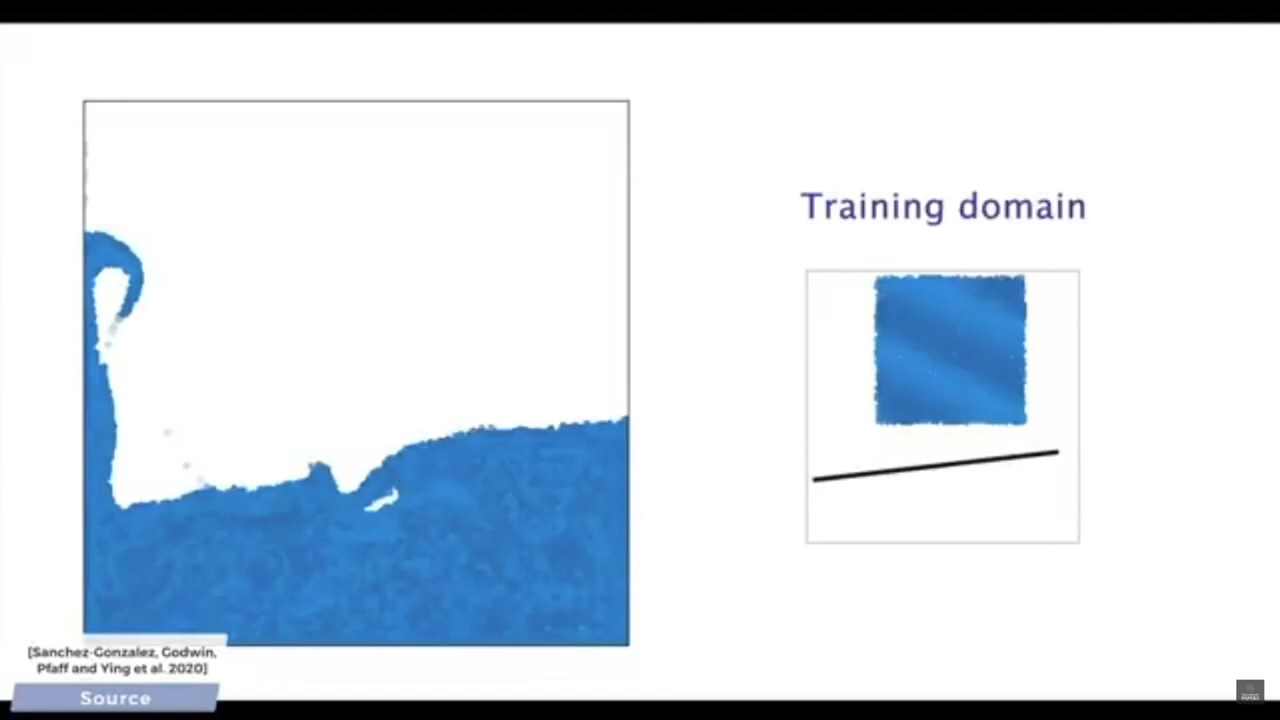 Training domain
[Sanchez-Gonzalez, Godwin,
Pfaff and Ying et al. 2020]
Source